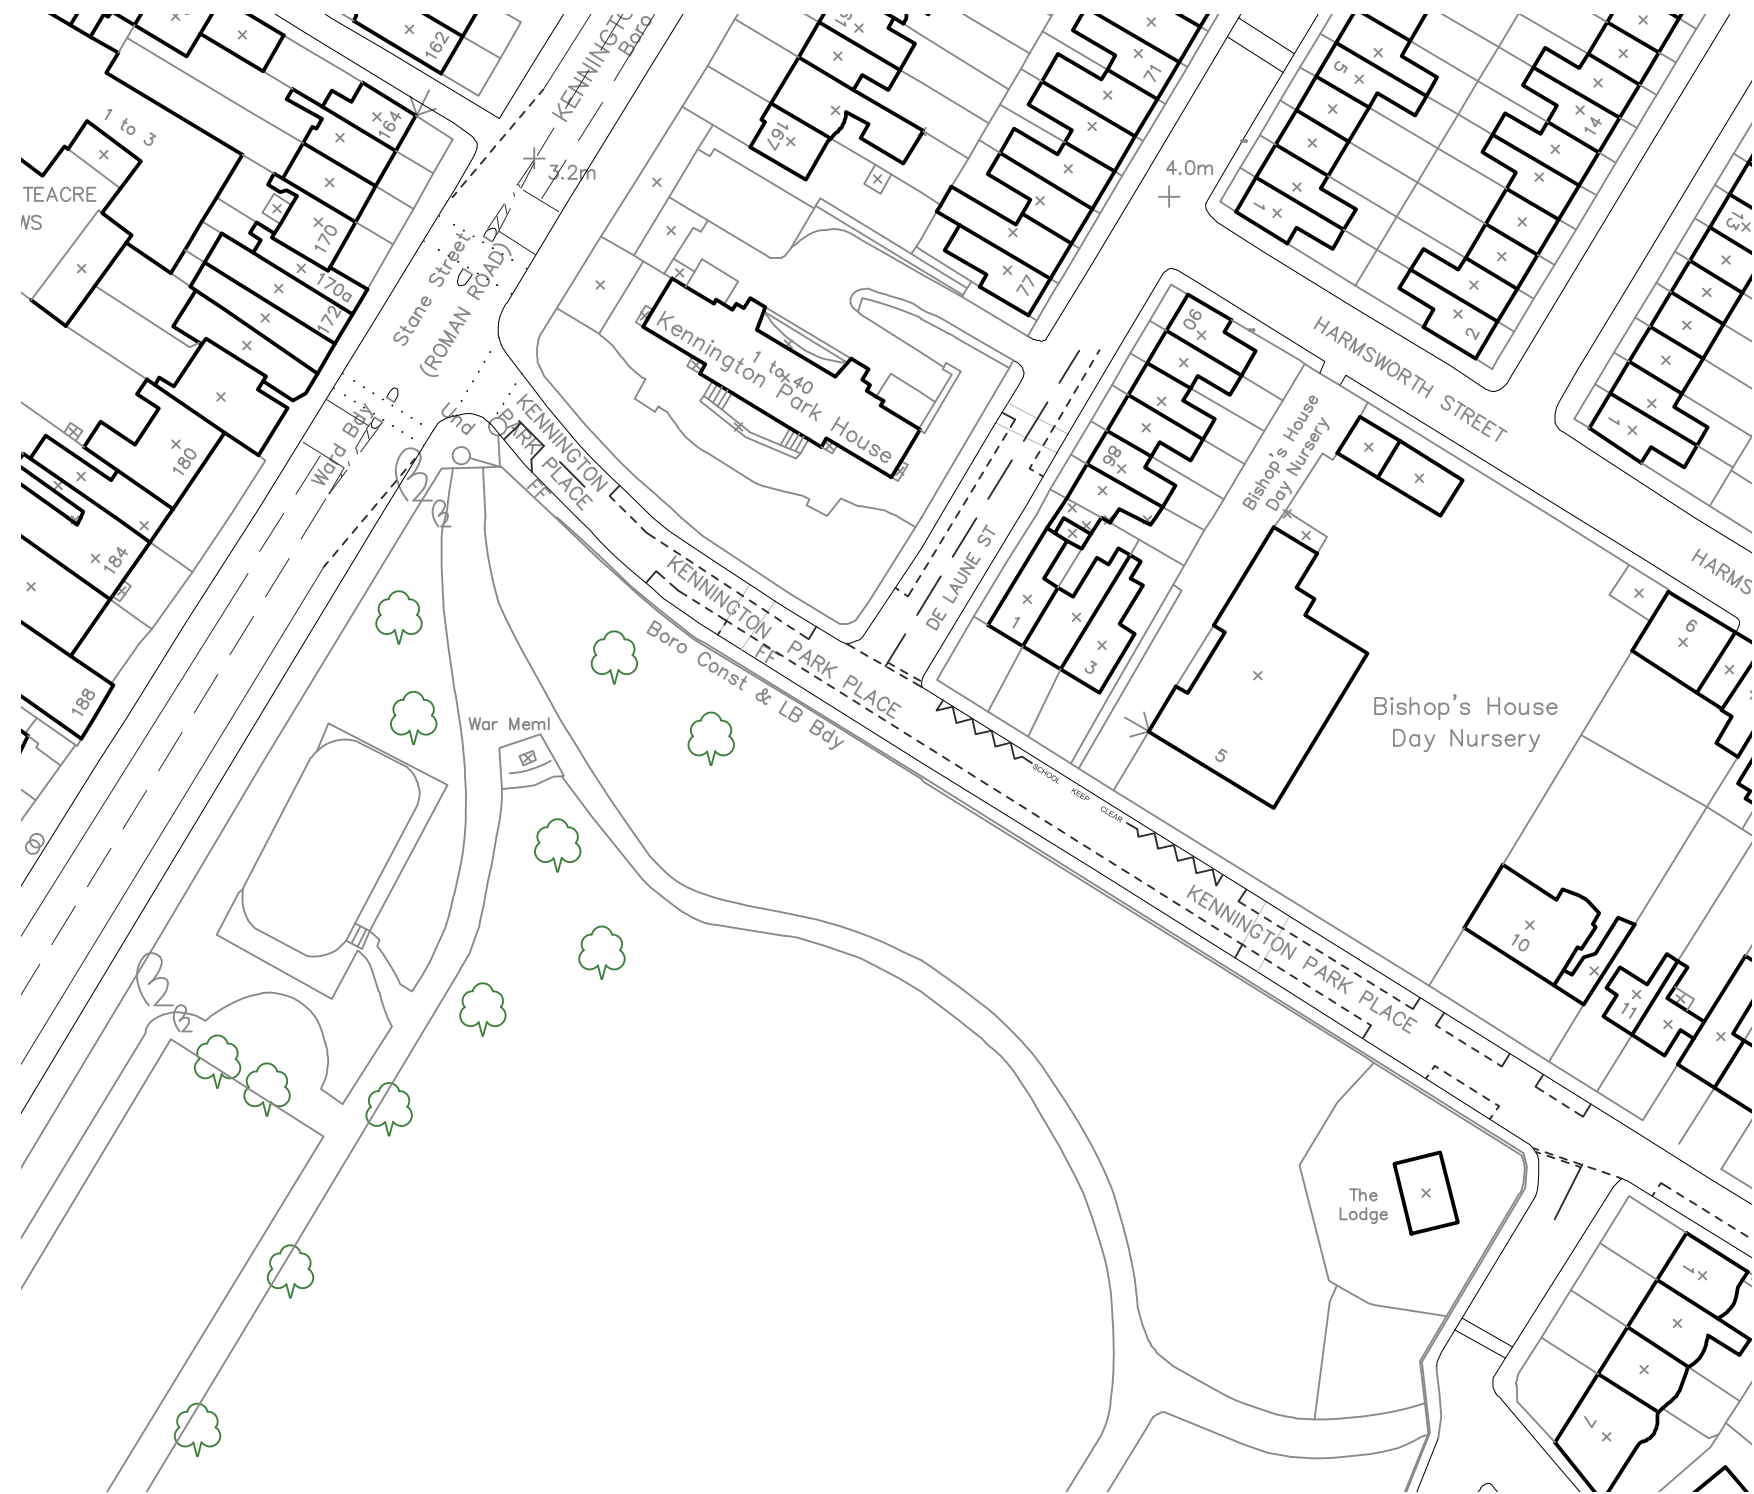 162
KENNINGTO
Boro
71
5
14
164
1 to 3
167
3.2m
4.0m
TEACRE
WS
170
1
13
Stane Street
(ROMAN ROAD)
170a
172
77
90
HARMSWORTH STREET
2
Kennington Park House
1 to 40
Ward Bdy
Und
KENNINGTON
PARK PLACE
FF
180
98
Bishop's House
Day Nursery
1
184
DE LAUNE ST
HARMS
KENNINGTON PARK PLACE
FF
Boro Const & LB Bdy
1
3
6
188
War Meml
Bishop's House
Day Nursery
5
SCHOOL KEEP CLEAR
KENNINGTON PARK PLACE
10
11
The
Lodge
1
7